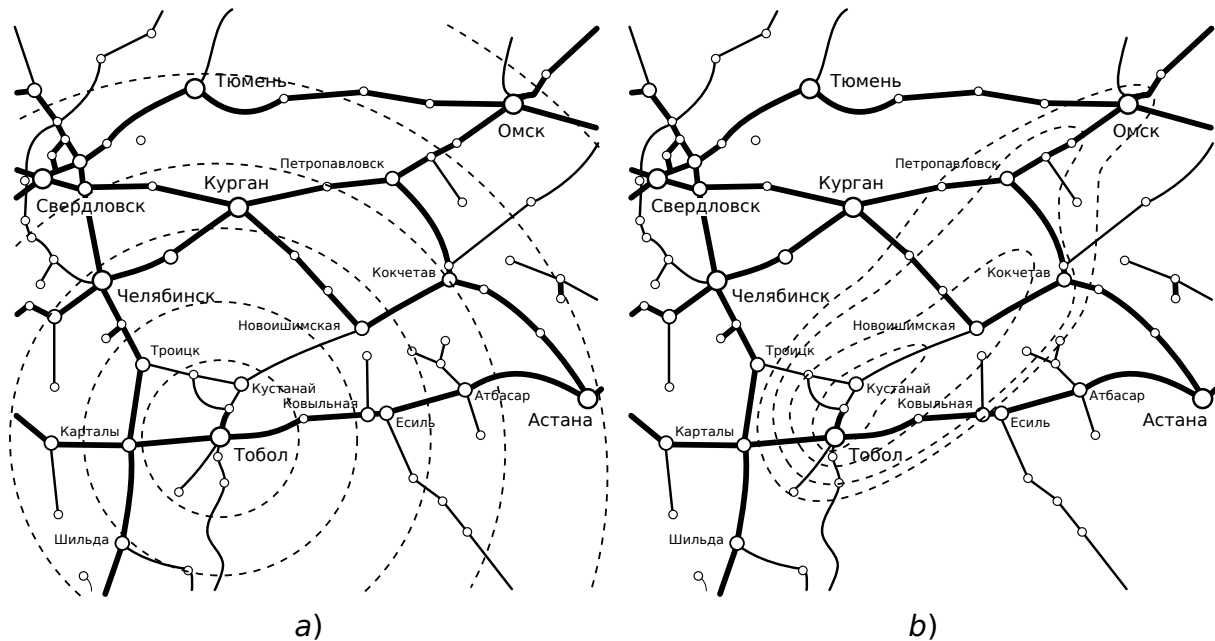 Тюмень
Омск
Петропавловск
Курган
Свердловск
Кокчетав
Челябинск
Новоишимская
Троицк
Кустанай
Атбасар
Ковыльная
Есиль
Астана
Карталы
Тобол
Шильда
a)
Тюмень
Омск
Петропавловск
Курган
Свердловск
Кокчетав
Челябинск
Новоишимская
Троицк
Кустанай
Атбасар
Ковыльная
Есиль
Астана
Карталы
Тобол
Шильда
b)